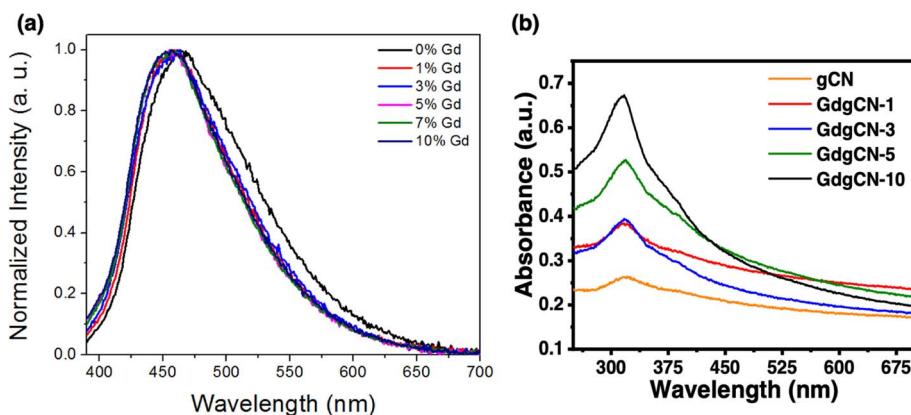 (a)
Normalized Intensity (a. u.)
1.0
0.8
0.6
0.4
0.2
0.0
400 450 500 550 600 650 700
Wavelength (nm)
0% Gd
1% Gd
3% Gd
5% Gd
7% Gd
10% Gd
(b)
Absorbance (a.u.)
0.7
0.6
0.5
0.4
0.3
0.2
0.1
300 375 450 525 600 675
Wavelength (nm)
gCN
GdgCN-1
GdgCN-3
GdgCN-5
GdgCN-10